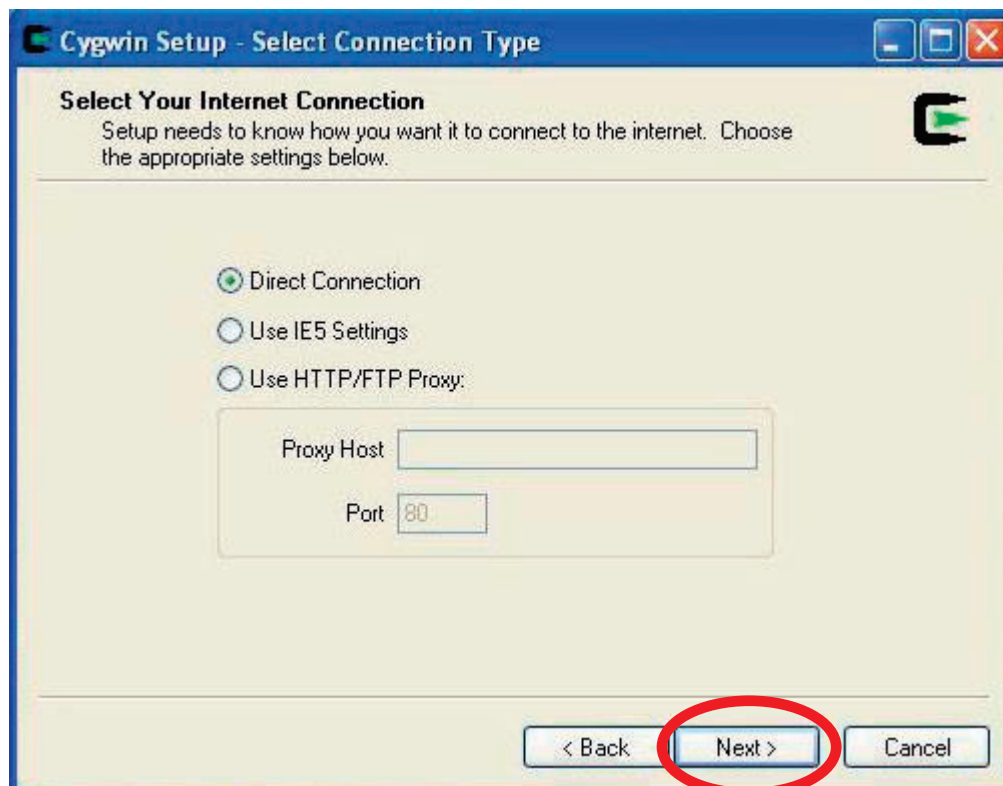 Cygwin Setup - Select Connection Type
Select Your Internet Connection
Setup needs to know how you want it to connect to the internet. Choose
the appropriate settings below.
Direct Connection
Use IE5 Settings
Use HTTP/FTP Proxy:
Proxy Host
Port 80
< Back Next > Cancel